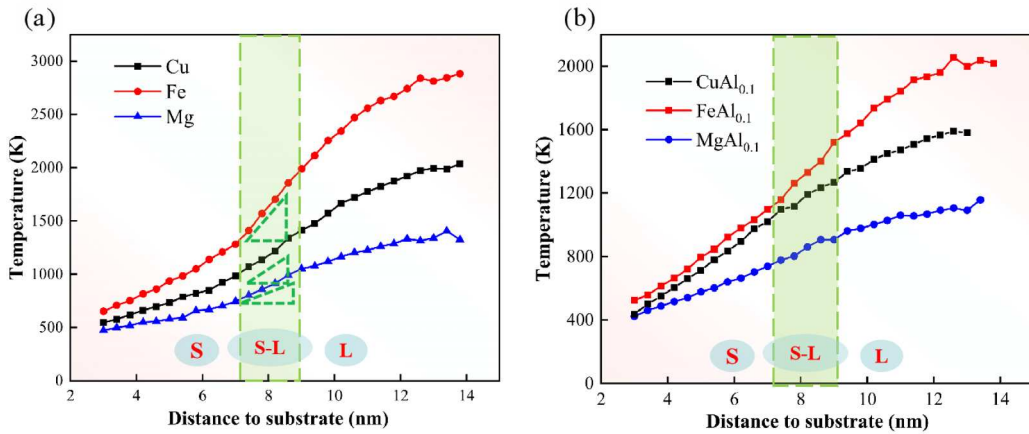 (a)
3000
2500
2000
1500
1000
500
0
Temperature (K)
Cu
Fe
Mg
S
S-L
L
2
4
6
8
10
12
14
Distance to substrate (nm)
(b)
2000
1600
1200
800
400
0
Temperature (K)
CuAl0.1
FeAl0.1
MgAl0.1
S
S-L
L
2
4
6
8
10
12
14
Distance to substrate (nm)